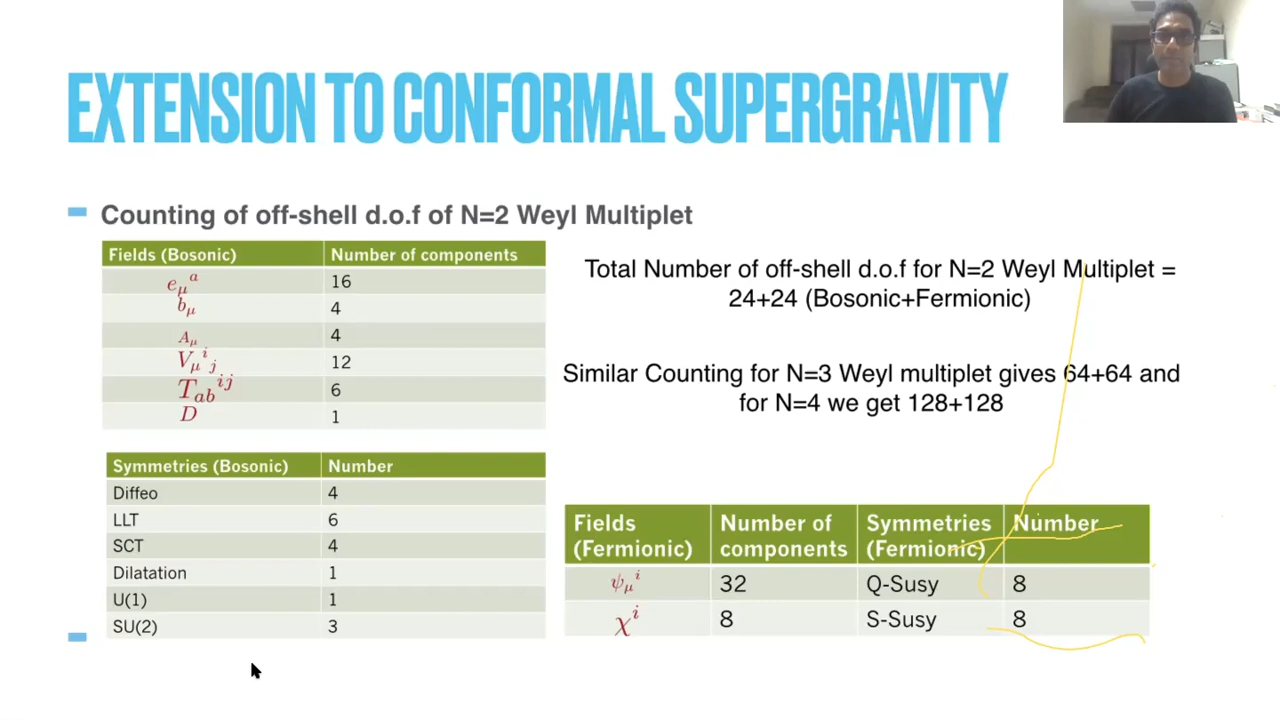 EXTENSION TO CONFORMAL SUPERGRAVITY
Counting of off-shell d.o.f of N=2 Weyl Multiplet
Fields (Bosonic) Number of components
e_μ^a 16
b_μ 4
A_μ 4
V_μ^i_j 12
T_ab^ij 6
D 1
Symmetries (Bosonic) Number
Diffeo 4
LLT 6
SCT 4
Dilatation 1
U(1) 1
SU(2) 3
Total Number of off-shell d.o.f for N=2 Weyl Multiplet =
24+24 (Bosonic+Fermionic)
Similar Counting for N=3 Weyl multiplet gives 64+64 and
for N=4 we get 128+128
Fields (Fermionic) Number of components Symmetries (Fermionic) Number
ψ_μ^i 32 Q-Susy 8
χ^i 8 S-Susy 8